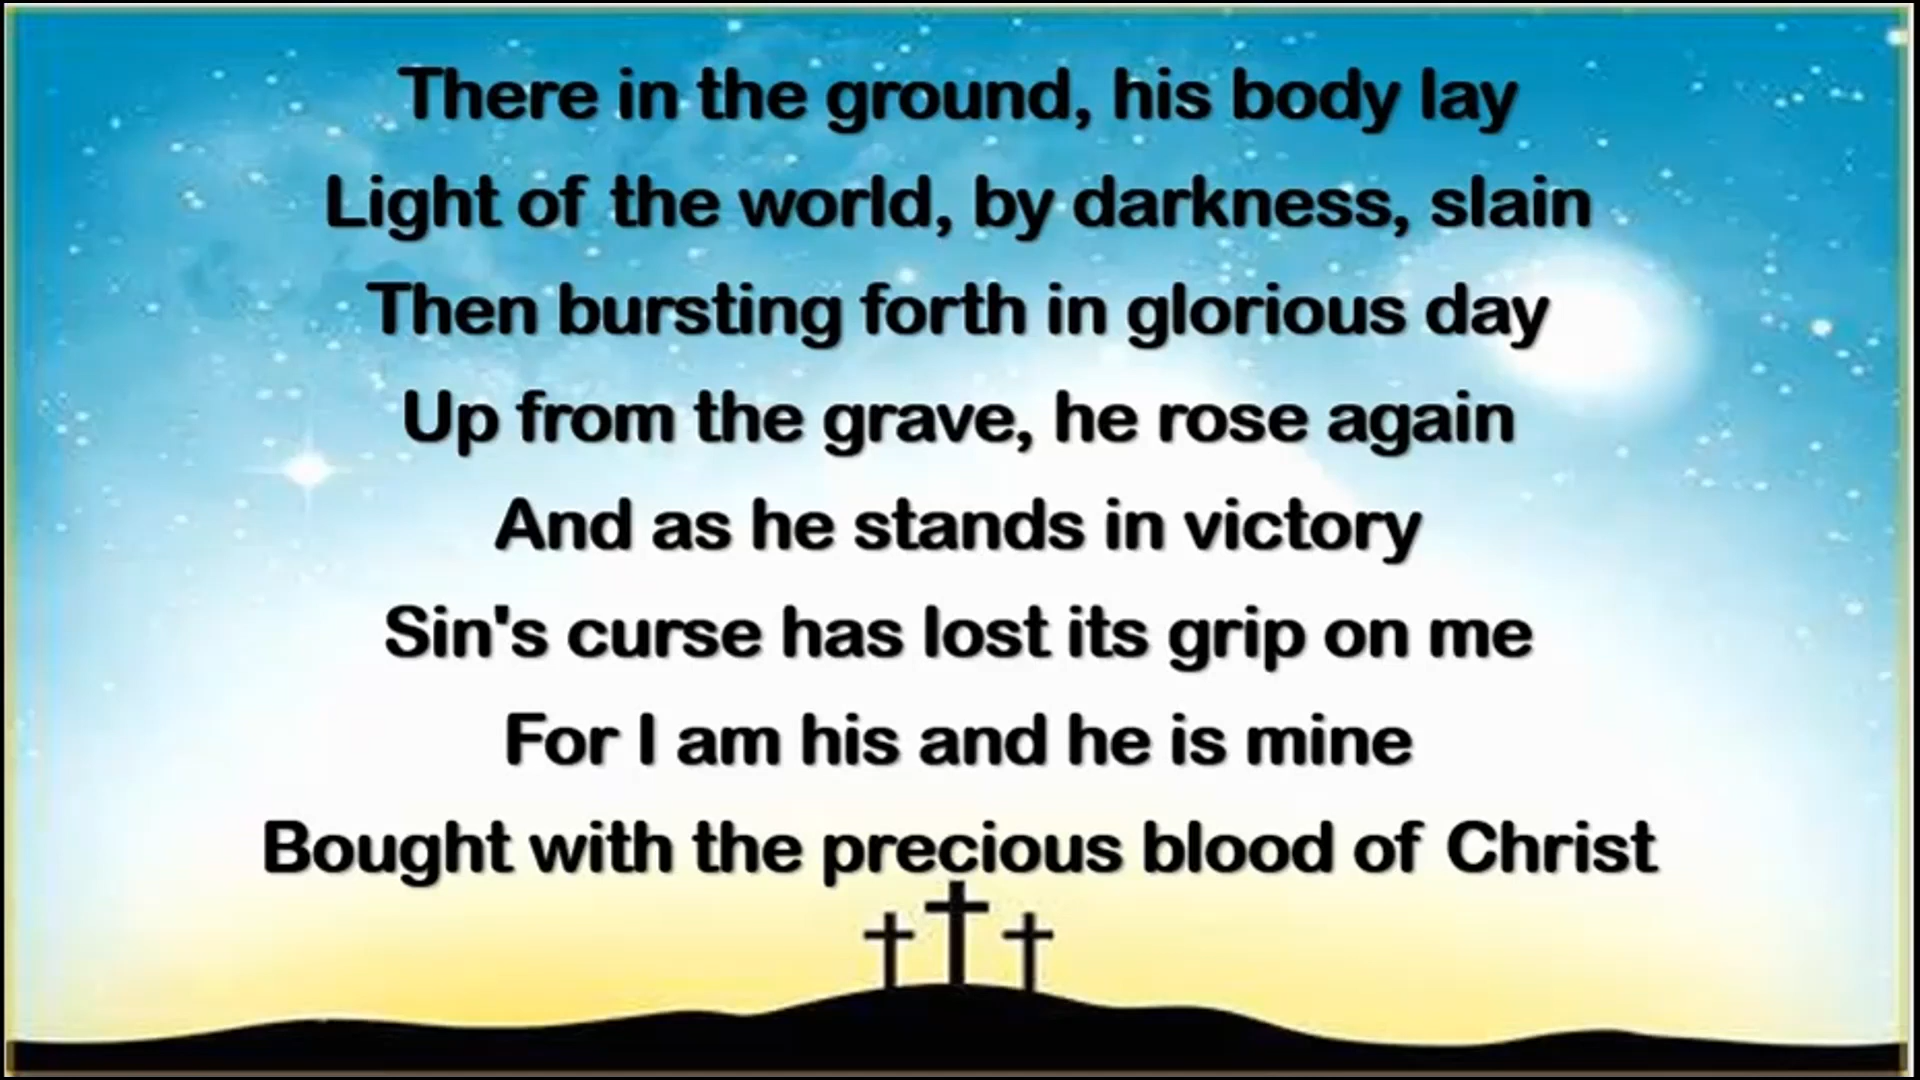 There in the ground, his body lay
Light of the world, by darkness, slain
Then bursting forth in glorious day
Up from the grave, he rose again
And as he stands in victory
Sin's curse has lost its grip on me
For I am his and he is mine
Bought with the precious blood of Christ